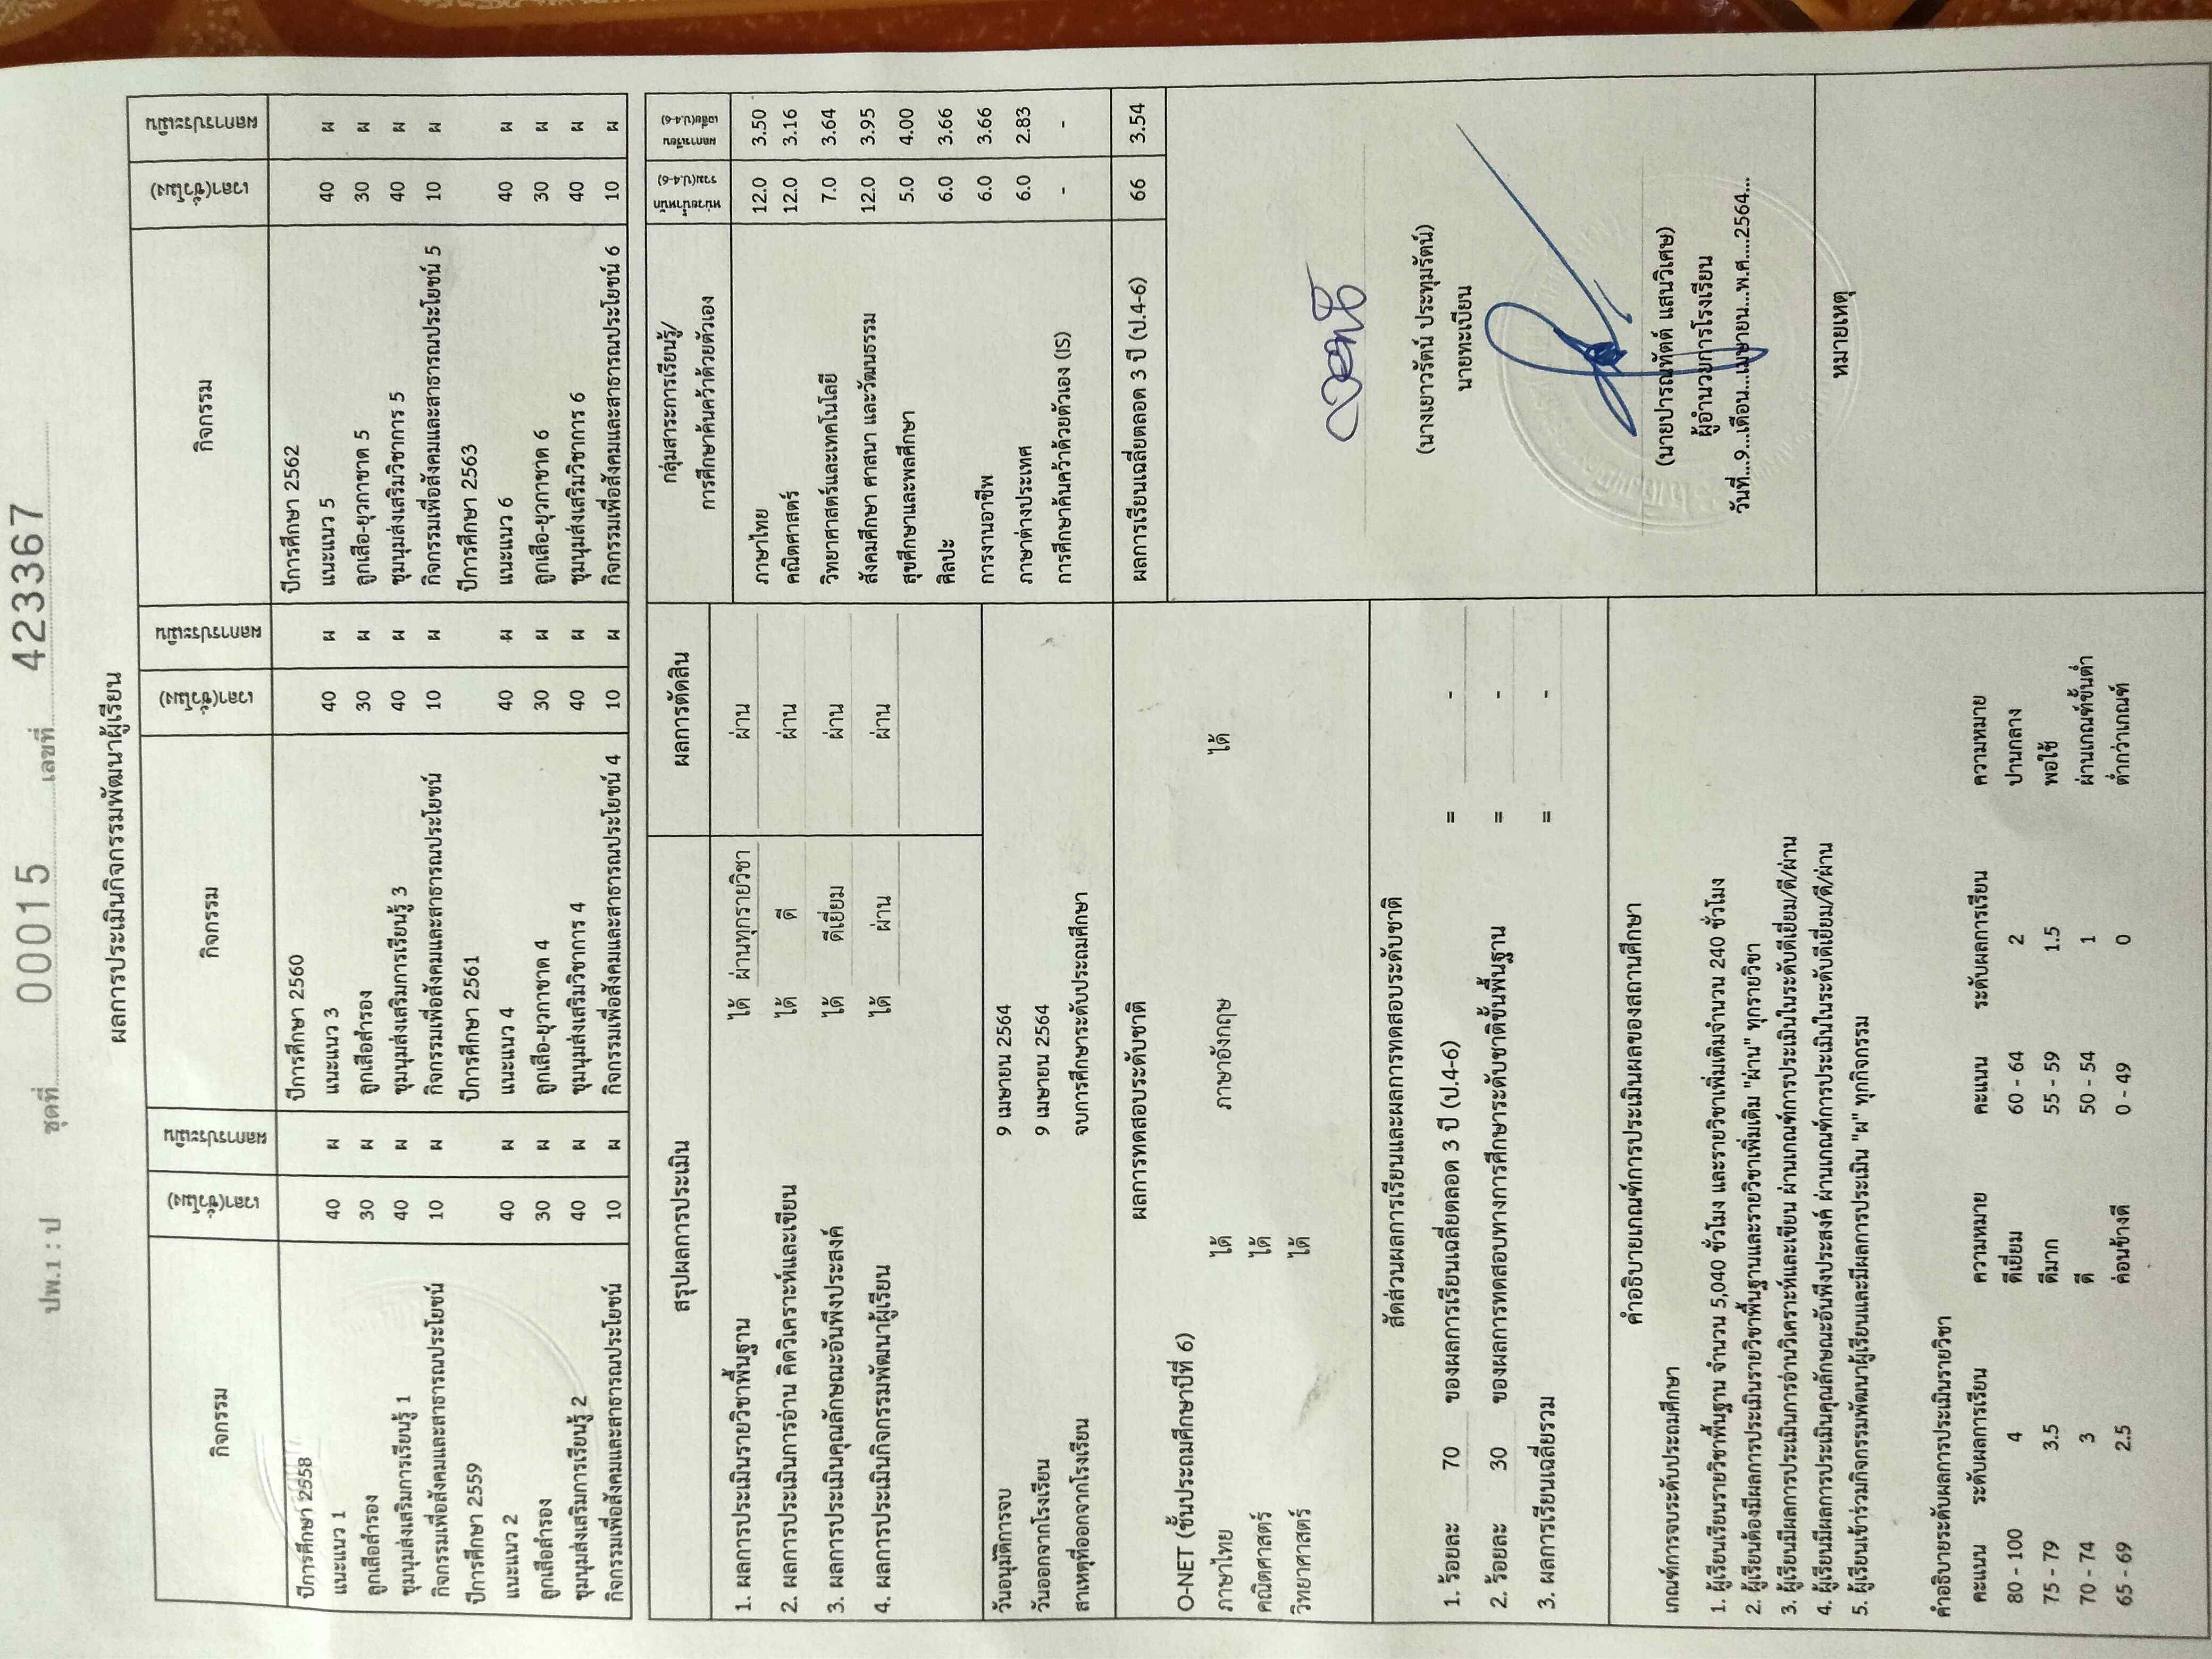 ปพ.1 : ป ชุดที่ 00015 เลขที่ 423367
ผลการประเมินกิจกรรมพัฒนาผู้เรียน
กิจกรรม เวลา(ชั่วโมง) ผลการประเมิน กิจกรรม เวลา(ชั่วโมง) ผลการประเมิน กิจกรรม เวลา(ชั่วโมง) ผลการประเมิน
ปีการศึกษา 2558 ปีการศึกษา 2560 ปีการศึกษา 2562
แนะแนว 1 40 ผ แนะแนว 3 40 ผ แนะแนว 5 40 ผ
ลูกเสือสำรอง 30 ผ ลูกเสือสำรอง 30 ผ ลูกเสือ-ยุวกาชาด 5 30 ผ
ชุมนุมส่งเสริมการเรียนรู้ 1 40 ผ ชุมนุมส่งเสริมการเรียนรู้ 3 40 ผ ชุมนุมส่งเสริมวิชาการ 5 40 ผ
กิจกรรมเพื่อสังคมและสาธารณประโยชน์ 10 ผ กิจกรรมเพื่อสังคมและสาธารณประโยชน์ 10 ผ กิจกรรมเพื่อสังคมและสาธารณประโยชน์ 5 10 ผ
ปีการศึกษา 2559 ปีการศึกษา 2561 ปีการศึกษา 2563
แนะแนว 2 40 ผ แนะแนว 4 40 ผ แนะแนว 6 40 ผ
ลูกเสือสำรอง 30 ผ ลูกเสือ-ยุวกาชาด 4 30 ผ ลูกเสือ-ยุวกาชาด 6 30 ผ
ชุมนุมส่งเสริมการเรียนรู้ 2 40 ผ ชุมนุมส่งเสริมวิชาการ 4 40 ผ ชุมนุมส่งเสริมวิชาการ 6 40 ผ
กิจกรรมเพื่อสังคมและสาธารณประโยชน์ 10 ผ กิจกรรมเพื่อสังคมและสาธารณประโยชน์ 4 10 ผ กิจกรรมเพื่อสังคมและสาธารณประโยชน์ 6 10 ผ
สรุปผลการประเมิน ผลการตัดสิน
1. ผลการประเมินรายวิชาพื้นฐาน ได้ ผ่านทุกรายวิชา ผ่าน
2. ผลการประเมินการอ่าน คิดวิเคราะห์และเขียน ได้ ดี ผ่าน
3. ผลการประเมินคุณลักษณะอันพึงประสงค์ ได้ ดีเยี่ยม ผ่าน
4. ผลการประเมินกิจกรรมพัฒนาผู้เรียน ได้ ผ่าน ผ่าน
วันอนุมัติการจบ 9 เมษายน 2564
วันออกจากโรงเรียน 9 เมษายน 2564
สาเหตุที่ออกจากโรงเรียน จบการศึกษาระดับประถมศึกษา
ผลการทดสอบระดับชาติ
O-NET (ชั้นประถมศึกษาปีที่ 6)
ภาษาไทย ได้ ภาษาอังกฤษ ได้
คณิตศาสตร์ ได้
วิทยาศาสตร์ ได้
สัดส่วนผลการเรียนและผลการทดสอบระดับชาติ
1. ร้อยละ 70 ของผลการเรียนเฉลี่ยตลอด 3 ปี (ป.4-6) = -
2. ร้อยละ 30 ของผลการทดสอบทางการศึกษาระดับชาติขั้นพื้นฐาน = -
3. ผลการเรียนเฉลี่ยรวม = -
คำอธิบายเกณฑ์การประเมินผลของสถานศึกษา
เกณฑ์การจบระดับประถมศึกษา
1. ผู้เรียนเรียนรายวิชาพื้นฐาน จำนวน 5,040 ชั่วโมง และรายวิชาเพิ่มเติมจำนวน 240 ชั่วโมง
2. ผู้เรียนต้องมีผลการประเมินรายวิชาพื้นฐานและรายวิชาเพิ่มเติม "ผ่าน" ทุกรายวิชา
3. ผู้เรียนมีผลการประเมินการอ่านวิเคราะห์และเขียน ผ่านเกณฑ์การประเมินในระดับดีเยี่ยม/ดี/ผ่าน
4. ผู้เรียนมีผลการประเมินคุณลักษณะอันพึงประสงค์ ผ่านเกณฑ์การประเมินในระดับดีเยี่ยม/ดี/ผ่าน
5. ผู้เรียนเข้าร่วมกิจกรรมพัฒนาผู้เรียนและมีผลการประเมิน "ผ" ทุกกิจกรรม
คำอธิบายระดับผลการประเมินรายวิชา
คะแนน ระดับผลการเรียน ความหมาย คะแนน ระดับผลการเรียน ความหมาย
80 - 100 4 ดีเยี่ยม 60 - 64 2 ปานกลาง
75 - 79 3.5 ดีมาก 55 - 59 1.5 พอใช้
70 - 74 3 ดี 50 - 54 1 ผ่านเกณฑ์ขั้นต่ำ
65 - 69 2.5 ค่อนข้างดี 0 - 49 0 ต่ำกว่าเกณฑ์
กลุ่มสาระการเรียนรู้/ หน่วยน้ำหนัก ผลการเรียน
การศึกษาค้นคว้าด้วยตัวเอง รวม(ป.4-6) เฉลี่ย(ป.4-6)
ภาษาไทย 12.0 3.50
คณิตศาสตร์ 12.0 3.16
วิทยาศาสตร์และเทคโนโลยี 7.0 3.64
สังคมศึกษา ศาสนา และวัฒนธรรม 12.0 3.95
สุขศึกษาและพลศึกษา 5.0 4.00
ศิลปะ 6.0 3.66
การงานอาชีพ 6.0 3.66
ภาษาต่างประเทศ 6.0 2.83
การศึกษาค้นคว้าด้วยตัวเอง (IS) - -
ผลการเรียนเฉลี่ยตลอด 3 ปี (ป.4-6) 66 3.54
(นางเยาวรัตน์ ประทุมรัตน์)
นายทะเบียน
(นายปารณทัตต์ แสนวิเศษ)
ผู้อำนวยการโรงเรียน
วันที่...9...เดือน...เมษายน...พ.ศ....2564...
หมายเหตุ